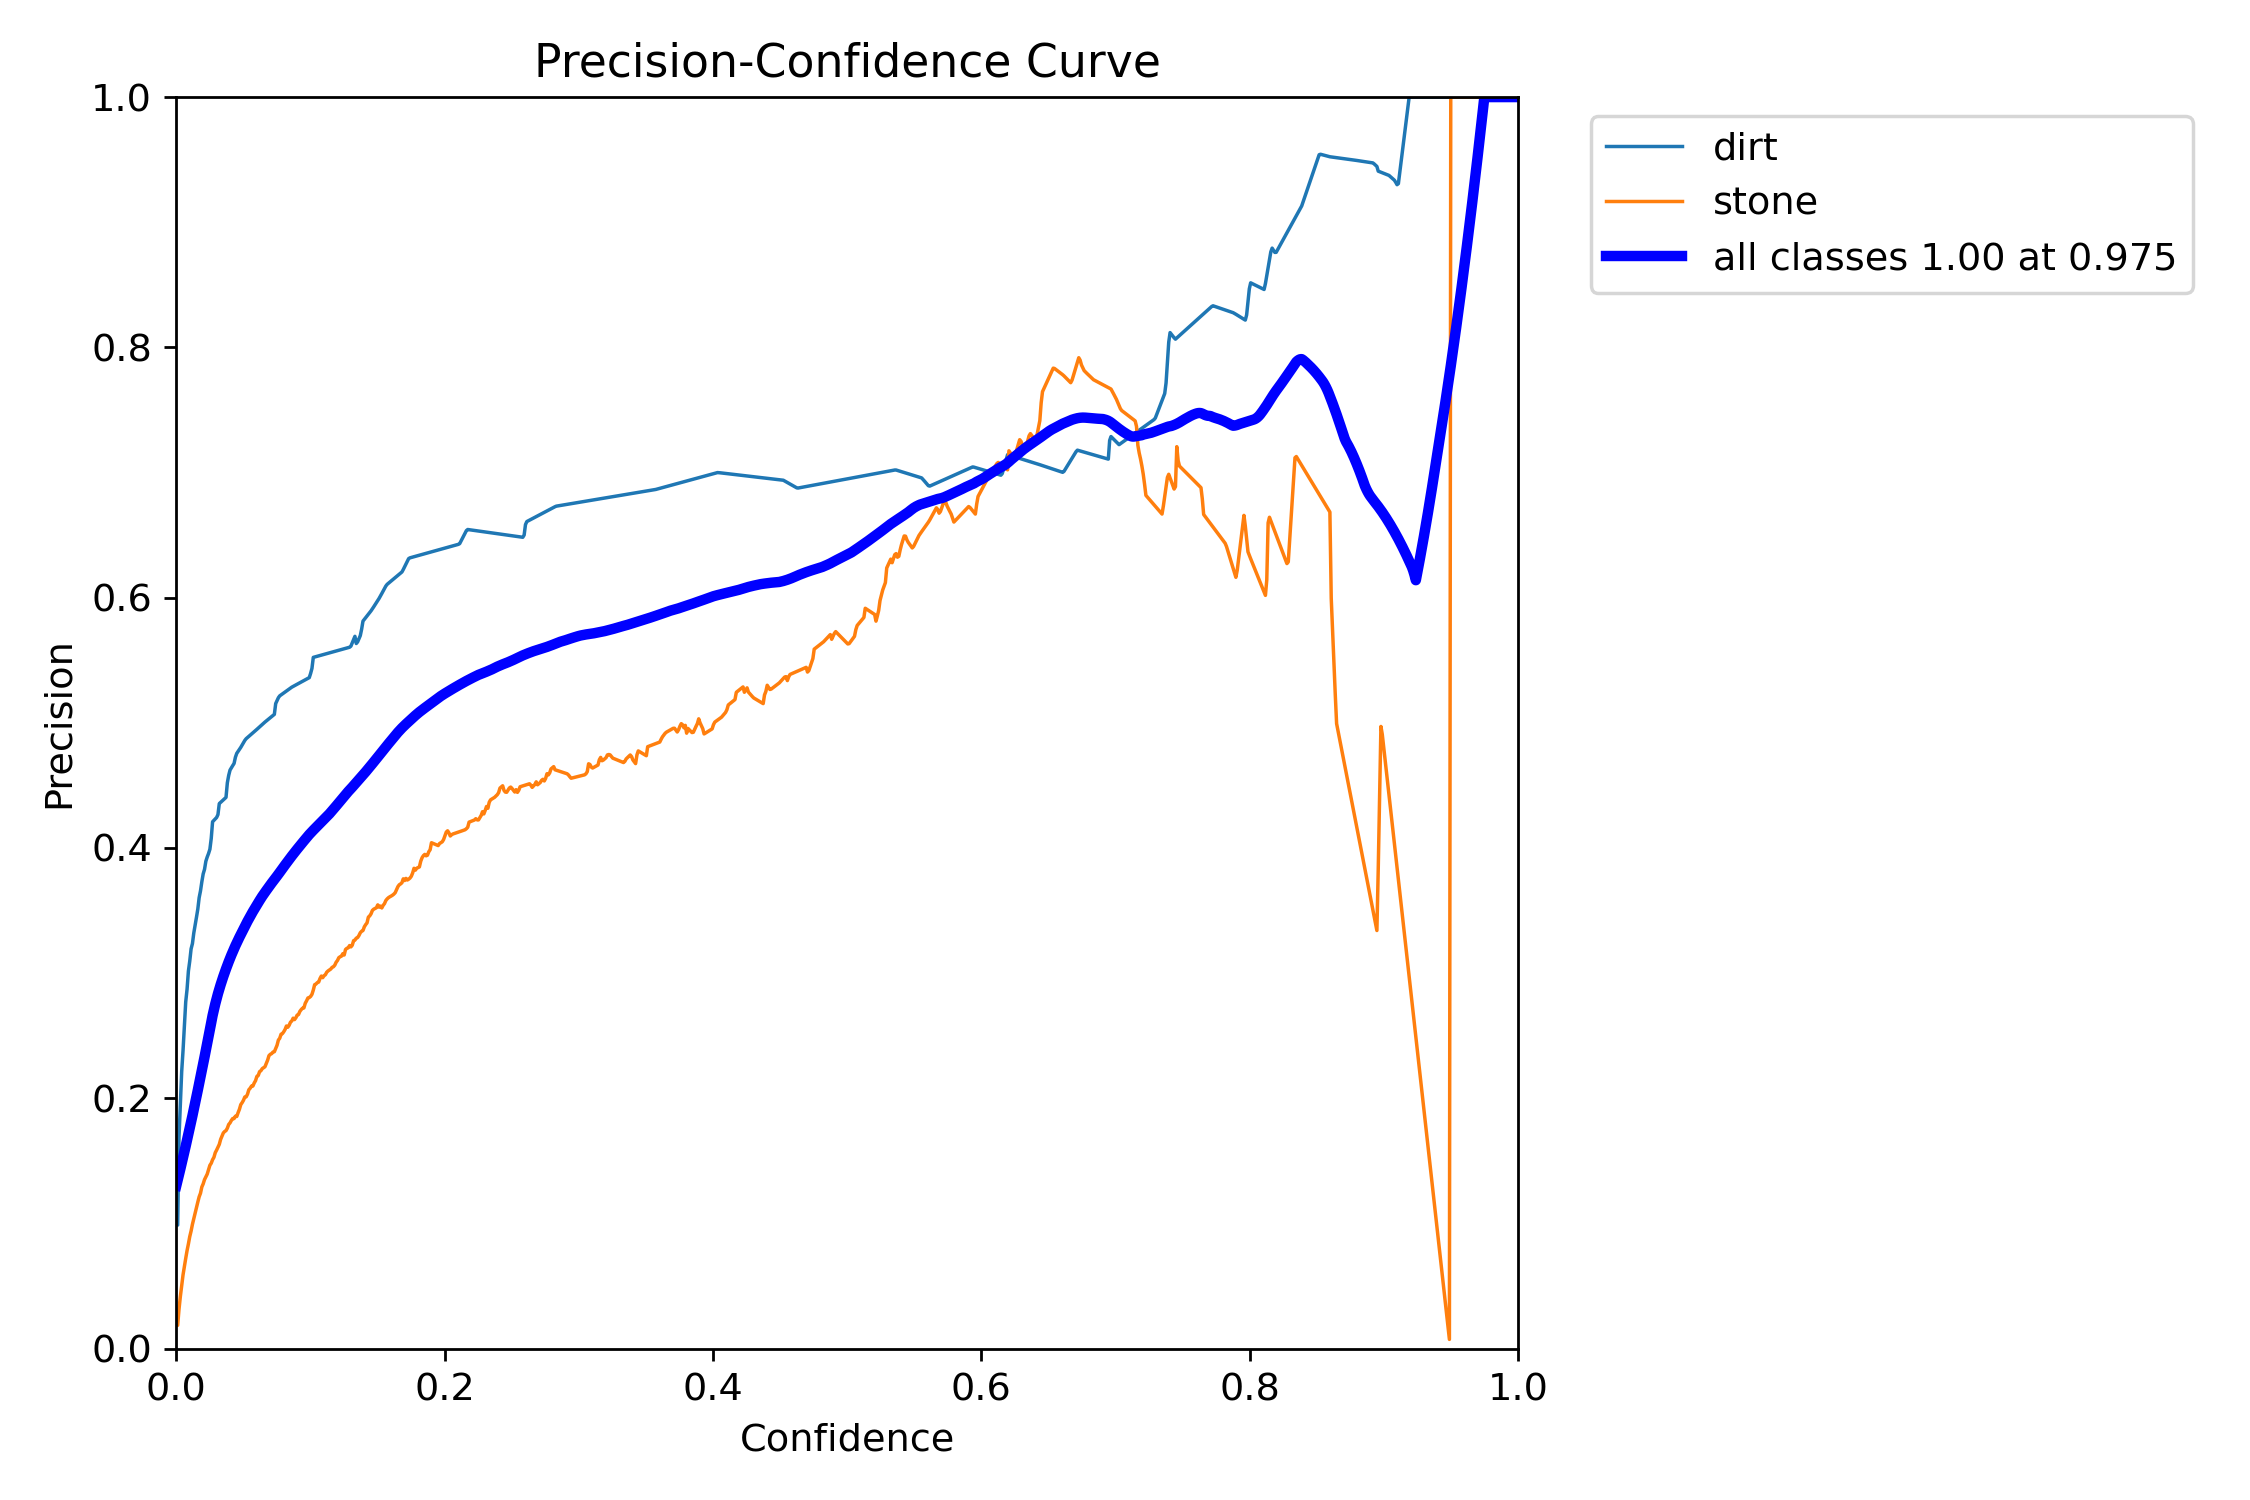 Precision-Confidence Curve
1.0
0.8
0.6
0.4
0.2
0.0
Precision
0.0 0.2 0.4 0.6 0.8 1.0
Confidence
dirt
stone
all classes 1.00 at 0.975